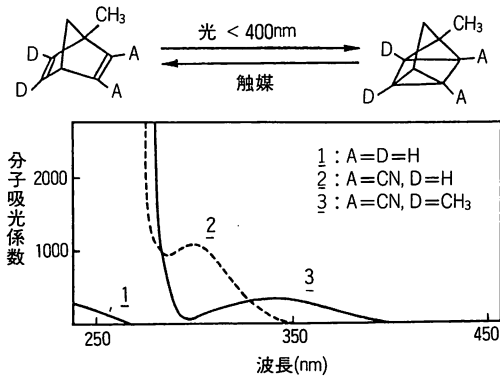 CH₃
D
A
D
A
光 < 400nm
触媒
CH₃
D
A
D
A
分子吸光係数
2000
1000
1
2
3
1 : A=D=H
2 : A=CN, D=H
3 : A=CN, D=CH₃
250
350
450
波長(nm)